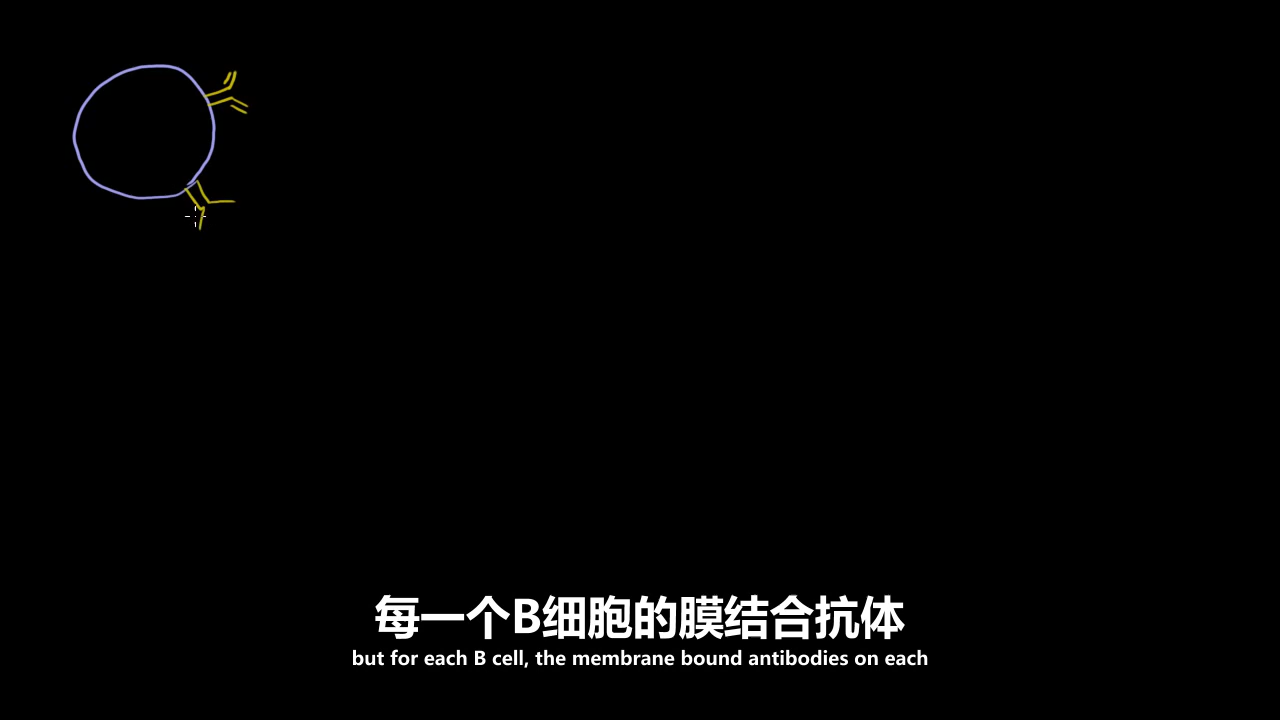 每一个B细胞的膜结合抗体
but for each B cell, the membrane bound antibodies on each